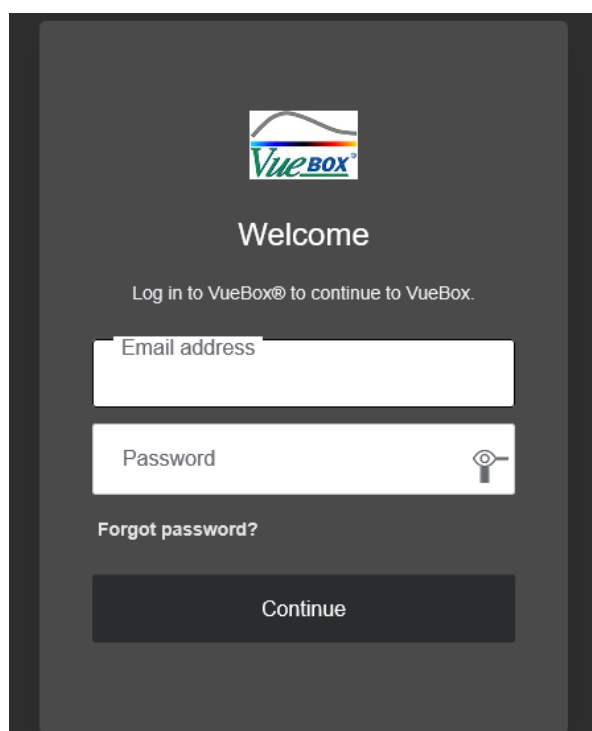 VueBOX®
Welcome
Log in to VueBox® to continue to VueBox.
Email address
Password
Forgot password?
Continue